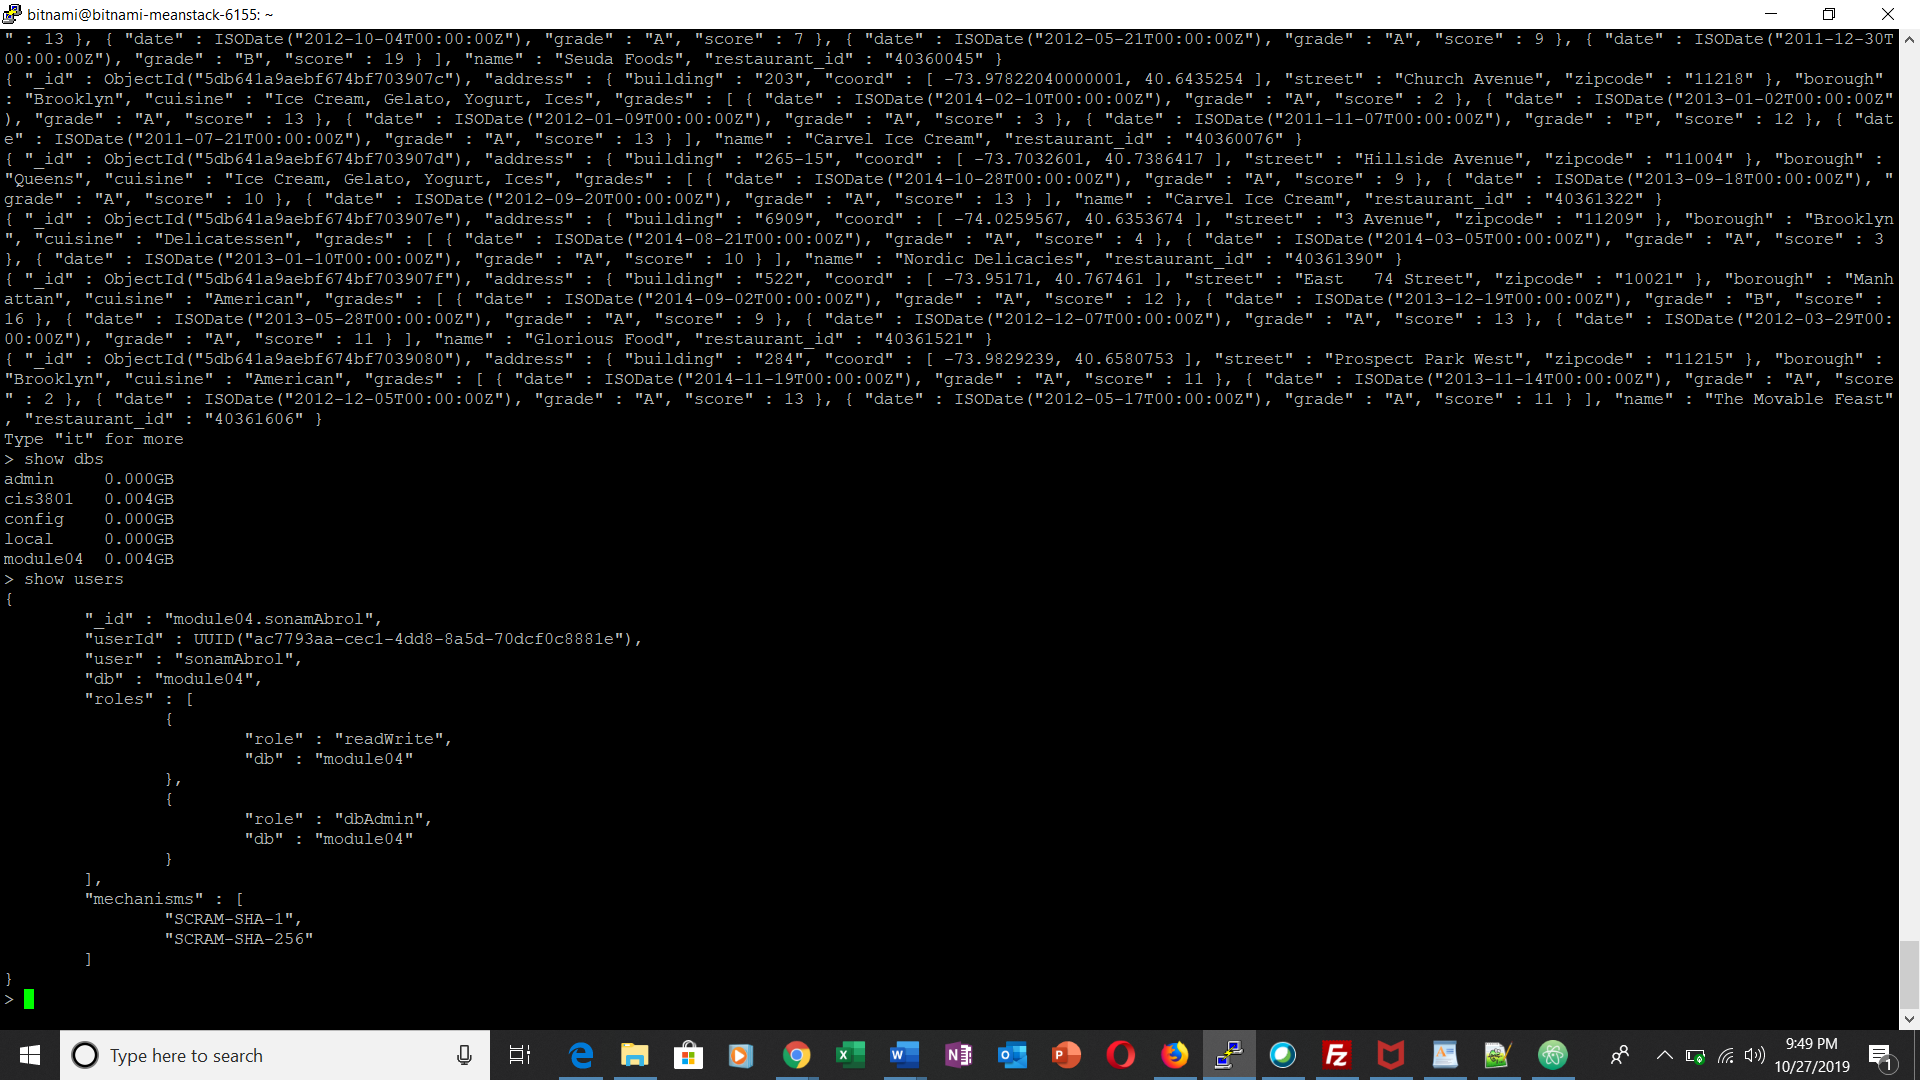 bitnami@bitnami-meanstack-6155: ~
" : 13 }, { "date" : ISODate("2012-10-04T00:00:00Z"), "grade" : "A", "score" : 7 }, { "date" : ISODate("2012-05-21T00:00:00Z"), "grade" : "A", "score" : 9 }, { "date" : ISODate("2011-12-30T
00:00:00Z"), "grade" : "B", "score" : 19 } ], "name" : "Seuda Foods", "restaurant_id" : "40360045" }
{ "_id" : ObjectId("5db641a9aebf674bf703907c"), "address" : { "building" : "203", "coord" : [ -73.97822040000001, 40.6435254 ], "street" : "Church Avenue", "zipcode" : "11218" }, "borough"
: "Brooklyn", "cuisine" : "Ice Cream, Gelato, Yogurt, Ices", "grades" : [ { "date" : ISODate("2014-02-10T00:00:00Z"), "grade" : "A", "score" : 2 }, { "date" : ISODate("2013-01-02T00:00:00Z"
), "grade" : "A", "score" : 13 }, { "date" : ISODate("2012-01-09T00:00:00Z"), "grade" : "A", "score" : 3 }, { "date" : ISODate("2011-11-07T00:00:00Z"), "grade" : "P", "score" : 12 }, { "dat
e" : ISODate("2011-07-21T00:00:00Z"), "grade" : "A", "score" : 13 } ], "name" : "Carvel Ice Cream", "restaurant_id" : "40360076" }
{ "_id" : ObjectId("5db641a9aebf674bf703907d"), "address" : { "building" : "265-15", "coord" : [ -73.7032601, 40.7386417 ], "street" : "Hillside Avenue", "zipcode" : "11004" }, "borough" :
"Queens", "cuisine" : "Ice Cream, Gelato, Yogurt, Ices", "grades" : [ { "date" : ISODate("2014-10-28T00:00:00Z"), "grade" : "A", "score" : 9 }, { "date" : ISODate("2013-09-18T00:00:00Z"), "
grade" : "A", "score" : 10 }, { "date" : ISODate("2012-09-20T00:00:00Z"), "grade" : "A", "score" : 13 } ], "name" : "Carvel Ice Cream", "restaurant_id" : "40361322" }
{ "_id" : ObjectId("5db641a9aebf674bf703907e"), "address" : { "building" : "6909", "coord" : [ -74.0259567, 40.6353674 ], "street" : "3 Avenue", "zipcode" : "11209" }, "borough" : "Brooklyn
", "cuisine" : "Delicatessen", "grades" : [ { "date" : ISODate("2014-08-21T00:00:00Z"), "grade" : "A", "score" : 4 }, { "date" : ISODate("2014-03-05T00:00:00Z"), "grade" : "A", "score" : 3
}, { "date" : ISODate("2013-01-10T00:00:00Z"), "grade" : "A", "score" : 10 } ], "name" : "Nordic Delicacies", "restaurant_id" : "40361390" }
{ "_id" : ObjectId("5db641a9aebf674bf703907f"), "address" : { "building" : "522", "coord" : [ -73.95171, 40.767461 ], "street" : "East   74 Street", "zipcode" : "10021" }, "borough" : "Manh
attan", "cuisine" : "American", "grades" : [ { "date" : ISODate("2014-09-02T00:00:00Z"), "grade" : "A", "score" : 12 }, { "date" : ISODate("2013-12-19T00:00:00Z"), "grade" : "B", "score" :
16 }, { "date" : ISODate("2013-05-28T00:00:00Z"), "grade" : "A", "score" : 9 }, { "date" : ISODate("2012-12-07T00:00:00Z"), "grade" : "A", "score" : 13 }, { "date" : ISODate("2012-03-29T00:
00:00Z"), "grade" : "A", "score" : 11 } ], "name" : "Glorious Food", "restaurant_id" : "40361521" }
{ "_id" : ObjectId("5db641a9aebf674bf7039080"), "address" : { "building" : "284", "coord" : [ -73.9829239, 40.6580753 ], "street" : "Prospect Park West", "zipcode" : "11215" }, "borough" :
"Brooklyn", "cuisine" : "American", "grades" : [ { "date" : ISODate("2014-11-19T00:00:00Z"), "grade" : "A", "score" : 11 }, { "date" : ISODate("2013-11-14T00:00:00Z"), "grade" : "A", "score"
" : 2 }, { "date" : ISODate("2012-12-05T00:00:00Z"), "grade" : "A", "score" : 13 }, { "date" : ISODate("2012-05-17T00:00:00Z"), "grade" : "A", "score" : 11 } ], "name" : "The Movable Feast"
, "restaurant_id" : "40361606" }
Type "it" for more
> show dbs
admin     0.000GB
cis3801   0.004GB
config    0.000GB
local     0.000GB
module04  0.004GB
> show users
{
"_id" : "module04.sonamAbrol",
"userId" : UUID("ac7793aa-cec1-4dd8-8a5d-70dcf0c8881e"),
"user" : "sonamAbrol",
"db" : "module04",
"roles" : [
{
"role" : "readWrite",
"db" : "module04"
},
{
"role" : "dbAdmin",
"db" : "module04"
}
],
"mechanisms" : [
"SCRAM-SHA-1",
"SCRAM-SHA-256"
]
}
>
Type here to search
9:49 PM
10/27/2019
1